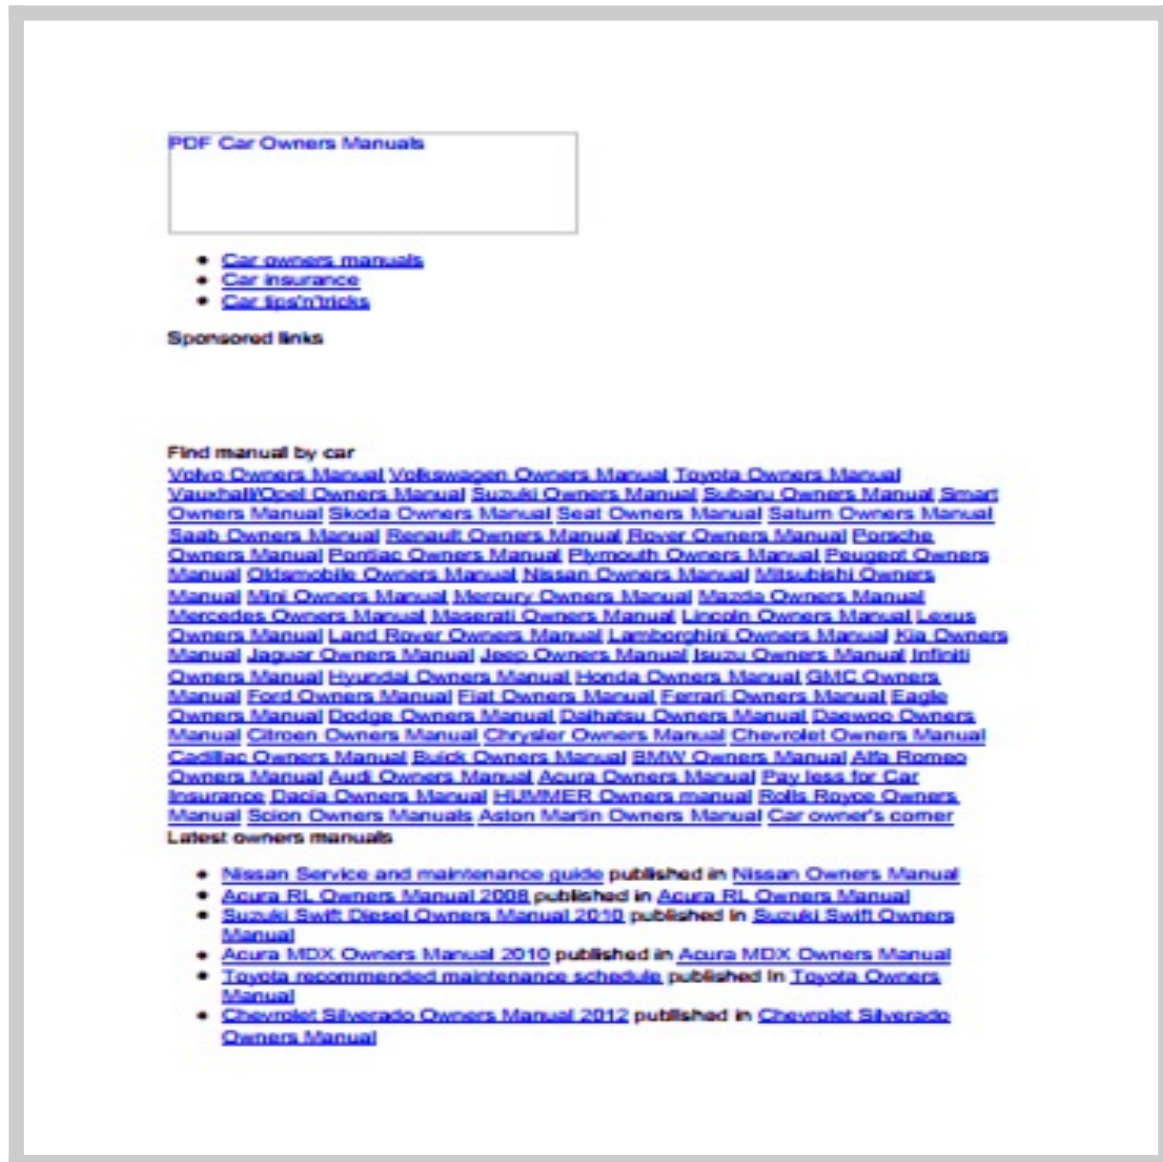 PDF Car Owners Manuals
Car owners manuals
Car insurance
Car tips'n'tricks
Sponsored links
Find manual by car
Volvo Owners Manual Volkswagen Owners Manual Toyota Owners Manual
Vauxhall/Opel Owners Manual Suzuki Owners Manual Subaru Owners Manual Smart
Owners Manual Skoda Owners Manual Seat Owners Manual Saturn Owners Manual
Saab Owners Manual Renault Owners Manual Rover Owners Manual Porsche
Owners Manual Pontiac Owners Manual Plymouth Owners Manual Peugeot Owners
Manual Oldsmobile Owners Manual Nissan Owners Manual Mitsubishi Owners
Manual Mini Owners Manual Mercury Owners Manual Mazda Owners Manual
Mercedes Owners Manual Maserati Owners Manual Lincoln Owners Manual Lexus
Owners Manual Land Rover Owners Manual Lamborghini Owners Manual Kia Owners
Manual Jaguar Owners Manual Jeep Owners Manual Isuzu Owners Manual Infiniti
Owners Manual Hyundai Owners Manual Honda Owners Manual GMC Owners
Manual Ford Owners Manual Fiat Owners Manual Ferrari Owners Manual Eagle
Owners Manual Dodge Owners Manual Daihatsu Owners Manual Daewoo Owners
Manual Citroen Owners Manual Chrysler Owners Manual Chevrolet Owners Manual
Cadillac Owners Manual Buick Owners Manual BMW Owners Manual Alfa Romeo
Owners Manual Audi Owners Manual Acura Owners Manual Pay less for Car
Insurance Dacia Owners Manual HUMMER Owners manual Rolls Royce Owners
Manual Scion Owners Manuals Aston Martin Owners Manual Car owner's corner
Latest owners manuals
Nissan Service and maintenance guide published in Nissan Owners Manual
Acura RL Owners Manual 2008 published in Acura RL Owners Manual
Suzuki Swift Diesel Owners Manual 2010 published in Suzuki Swift Owners
Manual
Acura MDX Owners Manual 2010 published in Acura MDX Owners Manual
Toyota recommended maintenance schedule published in Toyota Owners
Manual
Chevrolet Silverado Owners Manual 2012 published in Chevrolet Silverado
Owners Manual